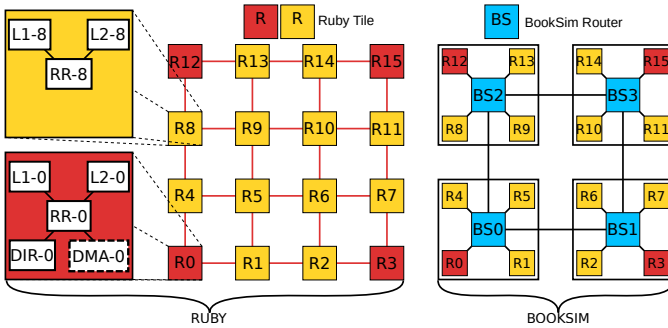 R R Ruby Tile
BS BookSim Router
L1-8 L2-8
RR-8
L1-0 L2-0
RR-0
DIR-0 DMA-0
R12 R13 R14 R15
R8 R9 R10 R11
R4 R5 R6 R7
R0 R1 R2 R3
RUBY
R12 R13 R14 R15
BS2 BS3
R8 R9 R10 R11
R4 R5 R6 R7
BS0 BS1
R0 R1 R2 R3
BOOKSIM